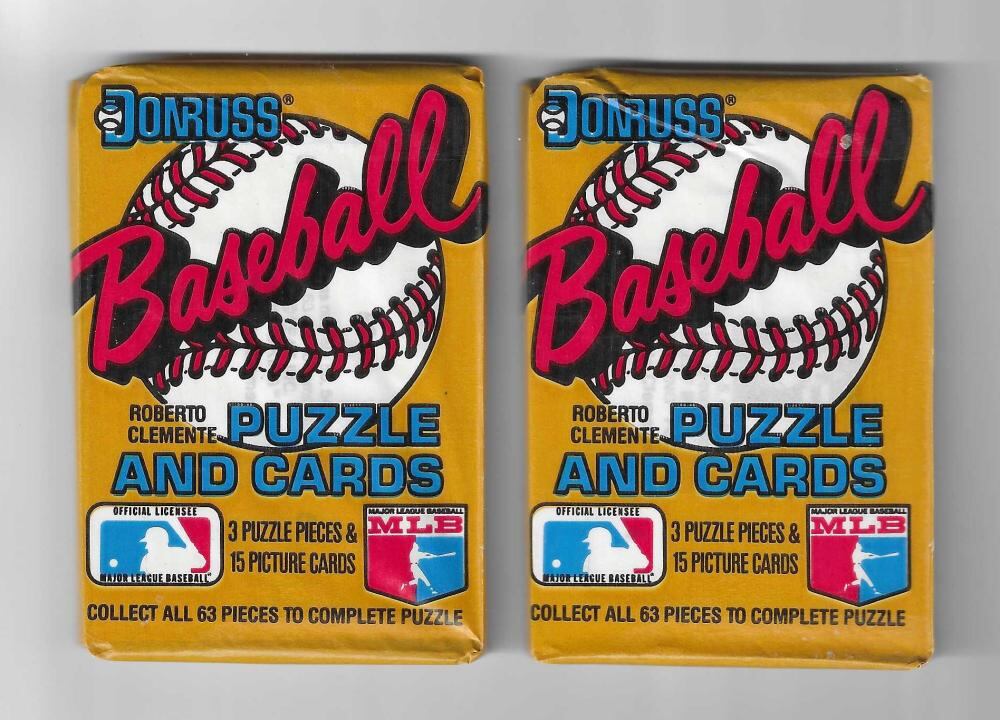 DONRUSS®
Baseball
ROBERTO
CLEMENTE
PUZZLE
AND CARDS
OFFICIAL LICENSEE
MAJOR LEAGUE BASEBALL
3 PUZZLE PIECES &
15 PICTURE CARDS
MAJOR LEAGUE BASEBALL
MLB
COLLECT ALL 63 PIECES TO COMPLETE PUZZLE
DONRUSS®
Baseball
ROBERTO
CLEMENTE
PUZZLE
AND CARDS
OFFICIAL LICENSEE
MAJOR LEAGUE BASEBALL
3 PUZZLE PIECES &
15 PICTURE CARDS
MAJOR LEAGUE BASEBALL
MLB
COLLECT ALL 63 PIECES TO COMPLETE PUZZLE